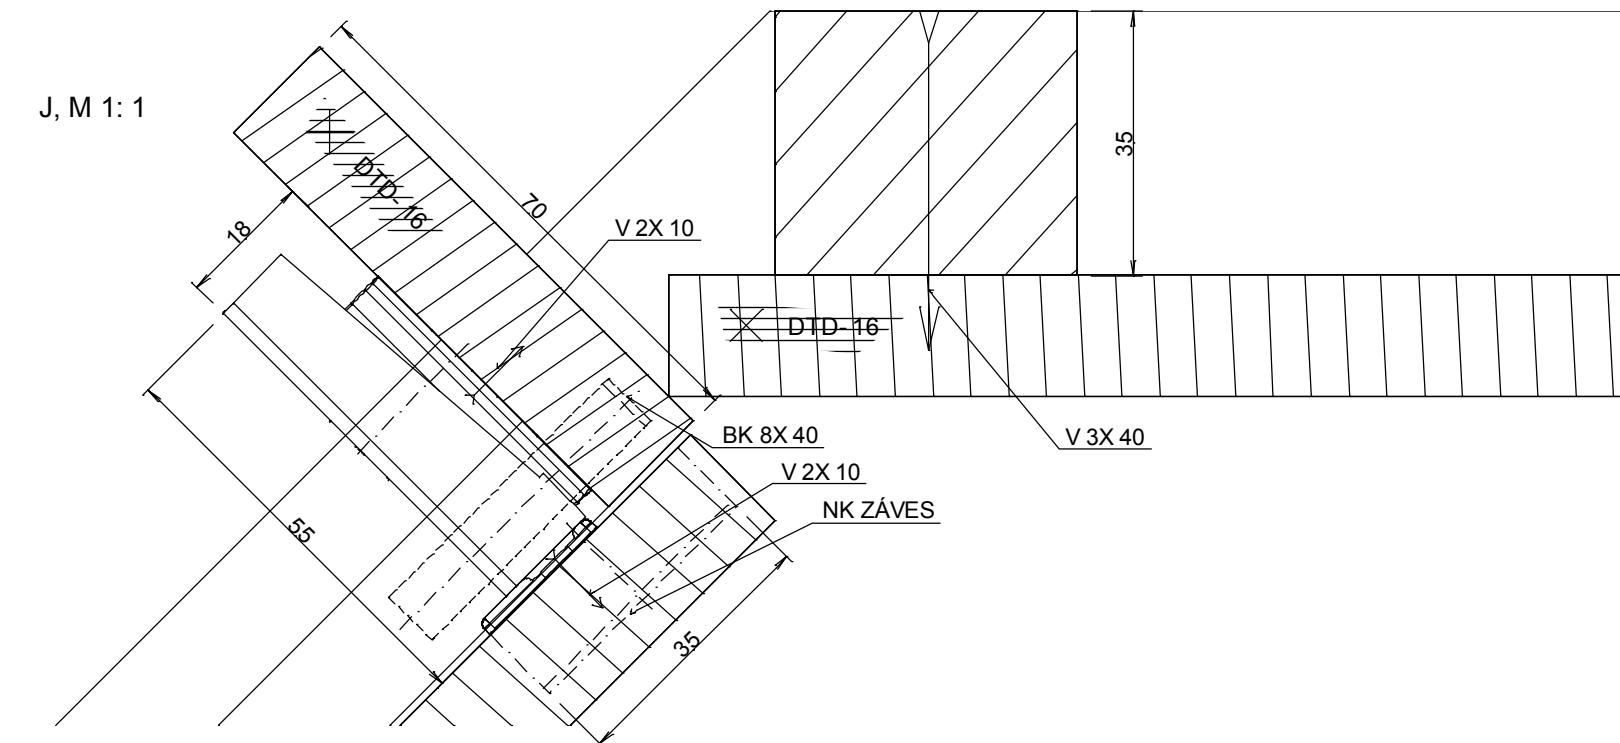 J, M 1: 1
DTD-16
70
18
V 2X 10
35
DTD-16
BK 8X 40
V 3X 40
V 2X 10
NK ZÁVES
55
35